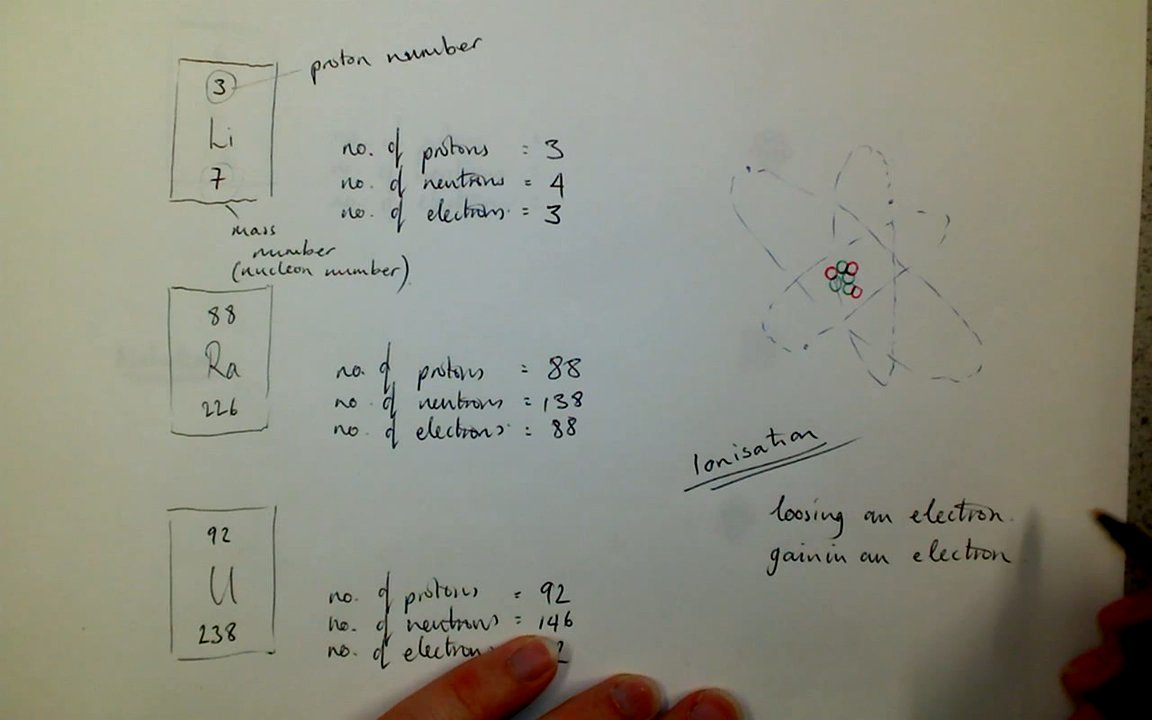 3
proton number
Li
7
mass
number
(nucleon number)
no. of protons = 3
no. of neutrons = 4
no. of electrons = 3
88
Ra
226
no. of protons = 88
no. of neutrons = 138
no. of electrons = 88
92
U
238
no. of protons = 92
no. of neutrons = 146
no. of electron 2
Ionisation
loosing an electron.
gainin an electron